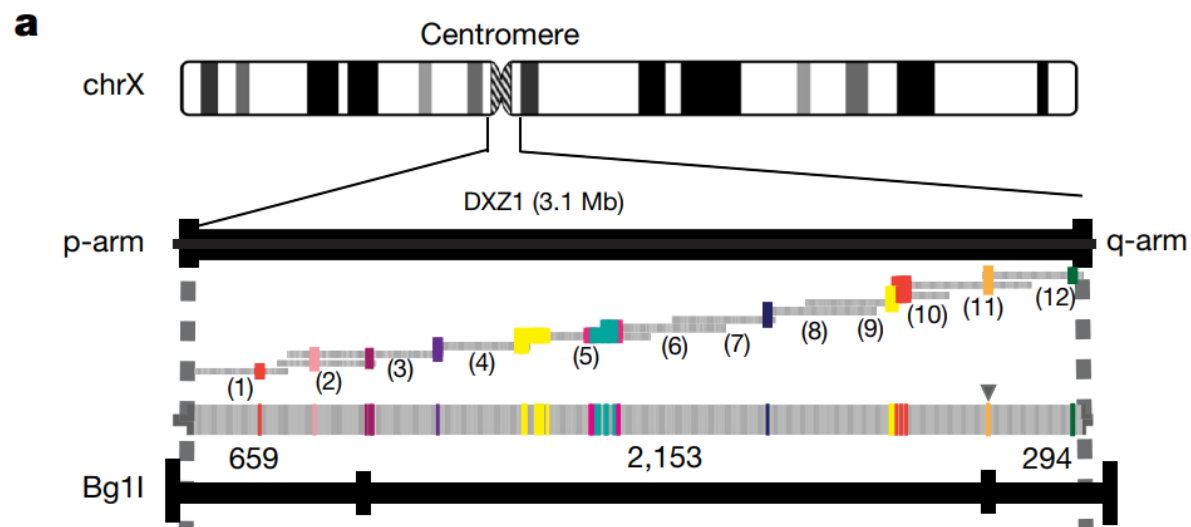 a
Centromere
chrX
DXZ1 (3.1 Mb)
p-arm
q-arm
(1) (2) (3) (4) (5) (6) (7) (8) (9) (10) (11) (12)
659 2,153 294
Bg1I